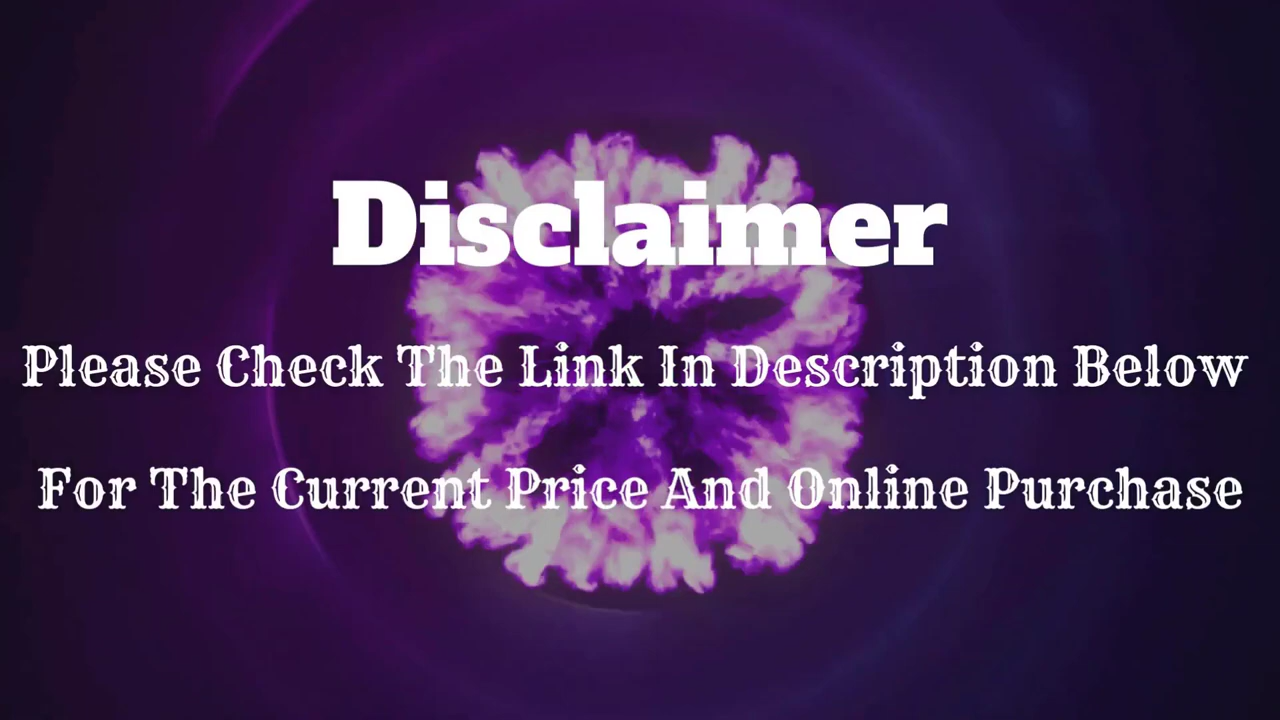 Disclaimer
Please Check The Link In Description Below
For The Current Price And Online Purchase